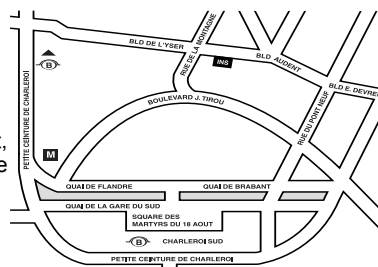 BLD DE L'YSER
RUE DE LA MONTAGNE
INS
BLD AUDENT
BLD E. DEVREU
PETITE CEINTURE DE CHARLEROI
B
BOULEVARD J. TIROU
RUE DU PONT NEUF
M
e
QUAI DE FLANDRE
QUAI DE BRABANT
QUAI DE LA GARE DU SUD
SQUARE DES
MARTYRS DU 18 AOUT
B
CHARLEROI SUD
PETITE CEINTURE DE CHARLEROI